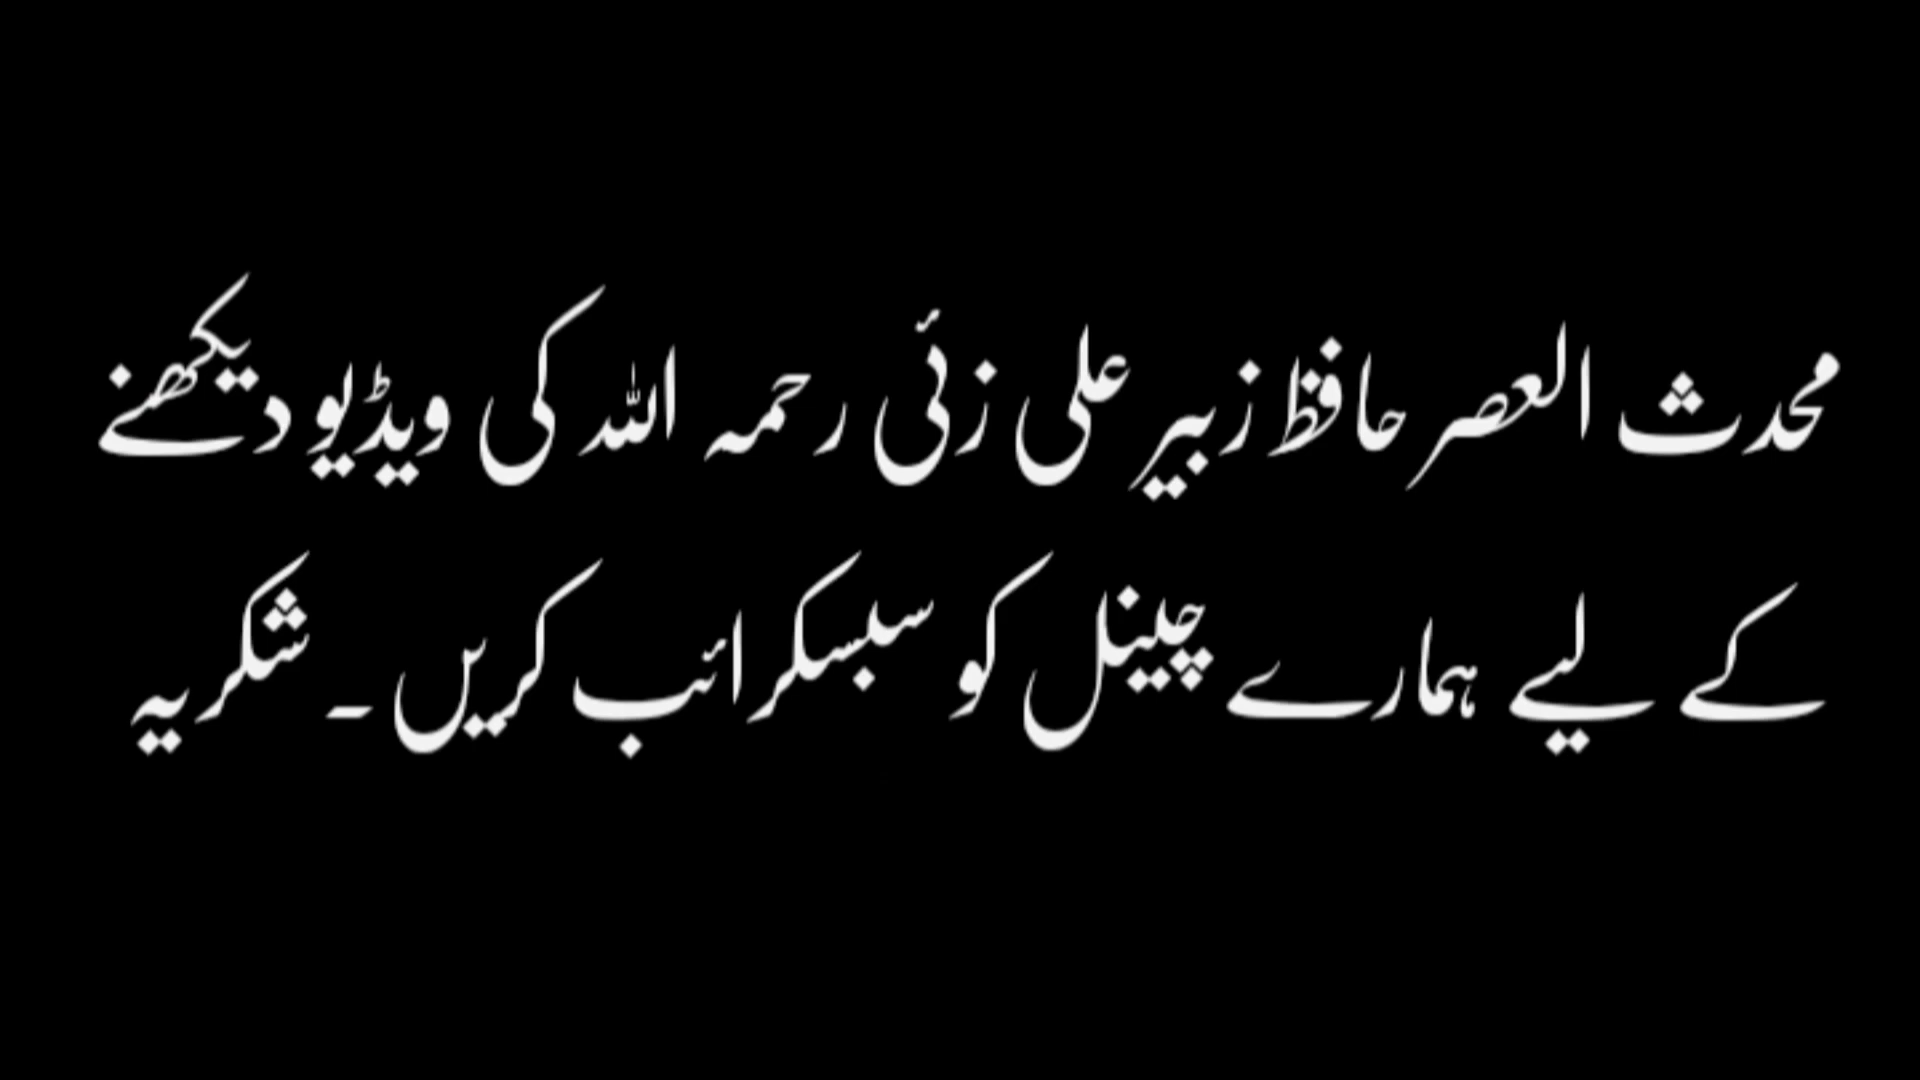 محدث العصر حافظ زبیر علی زئی رحمہ اللہ کی ویڈیو دیکھنے
کے لیے ہمارے چینل کو سبسکرائب کریں ۔ شکریہ